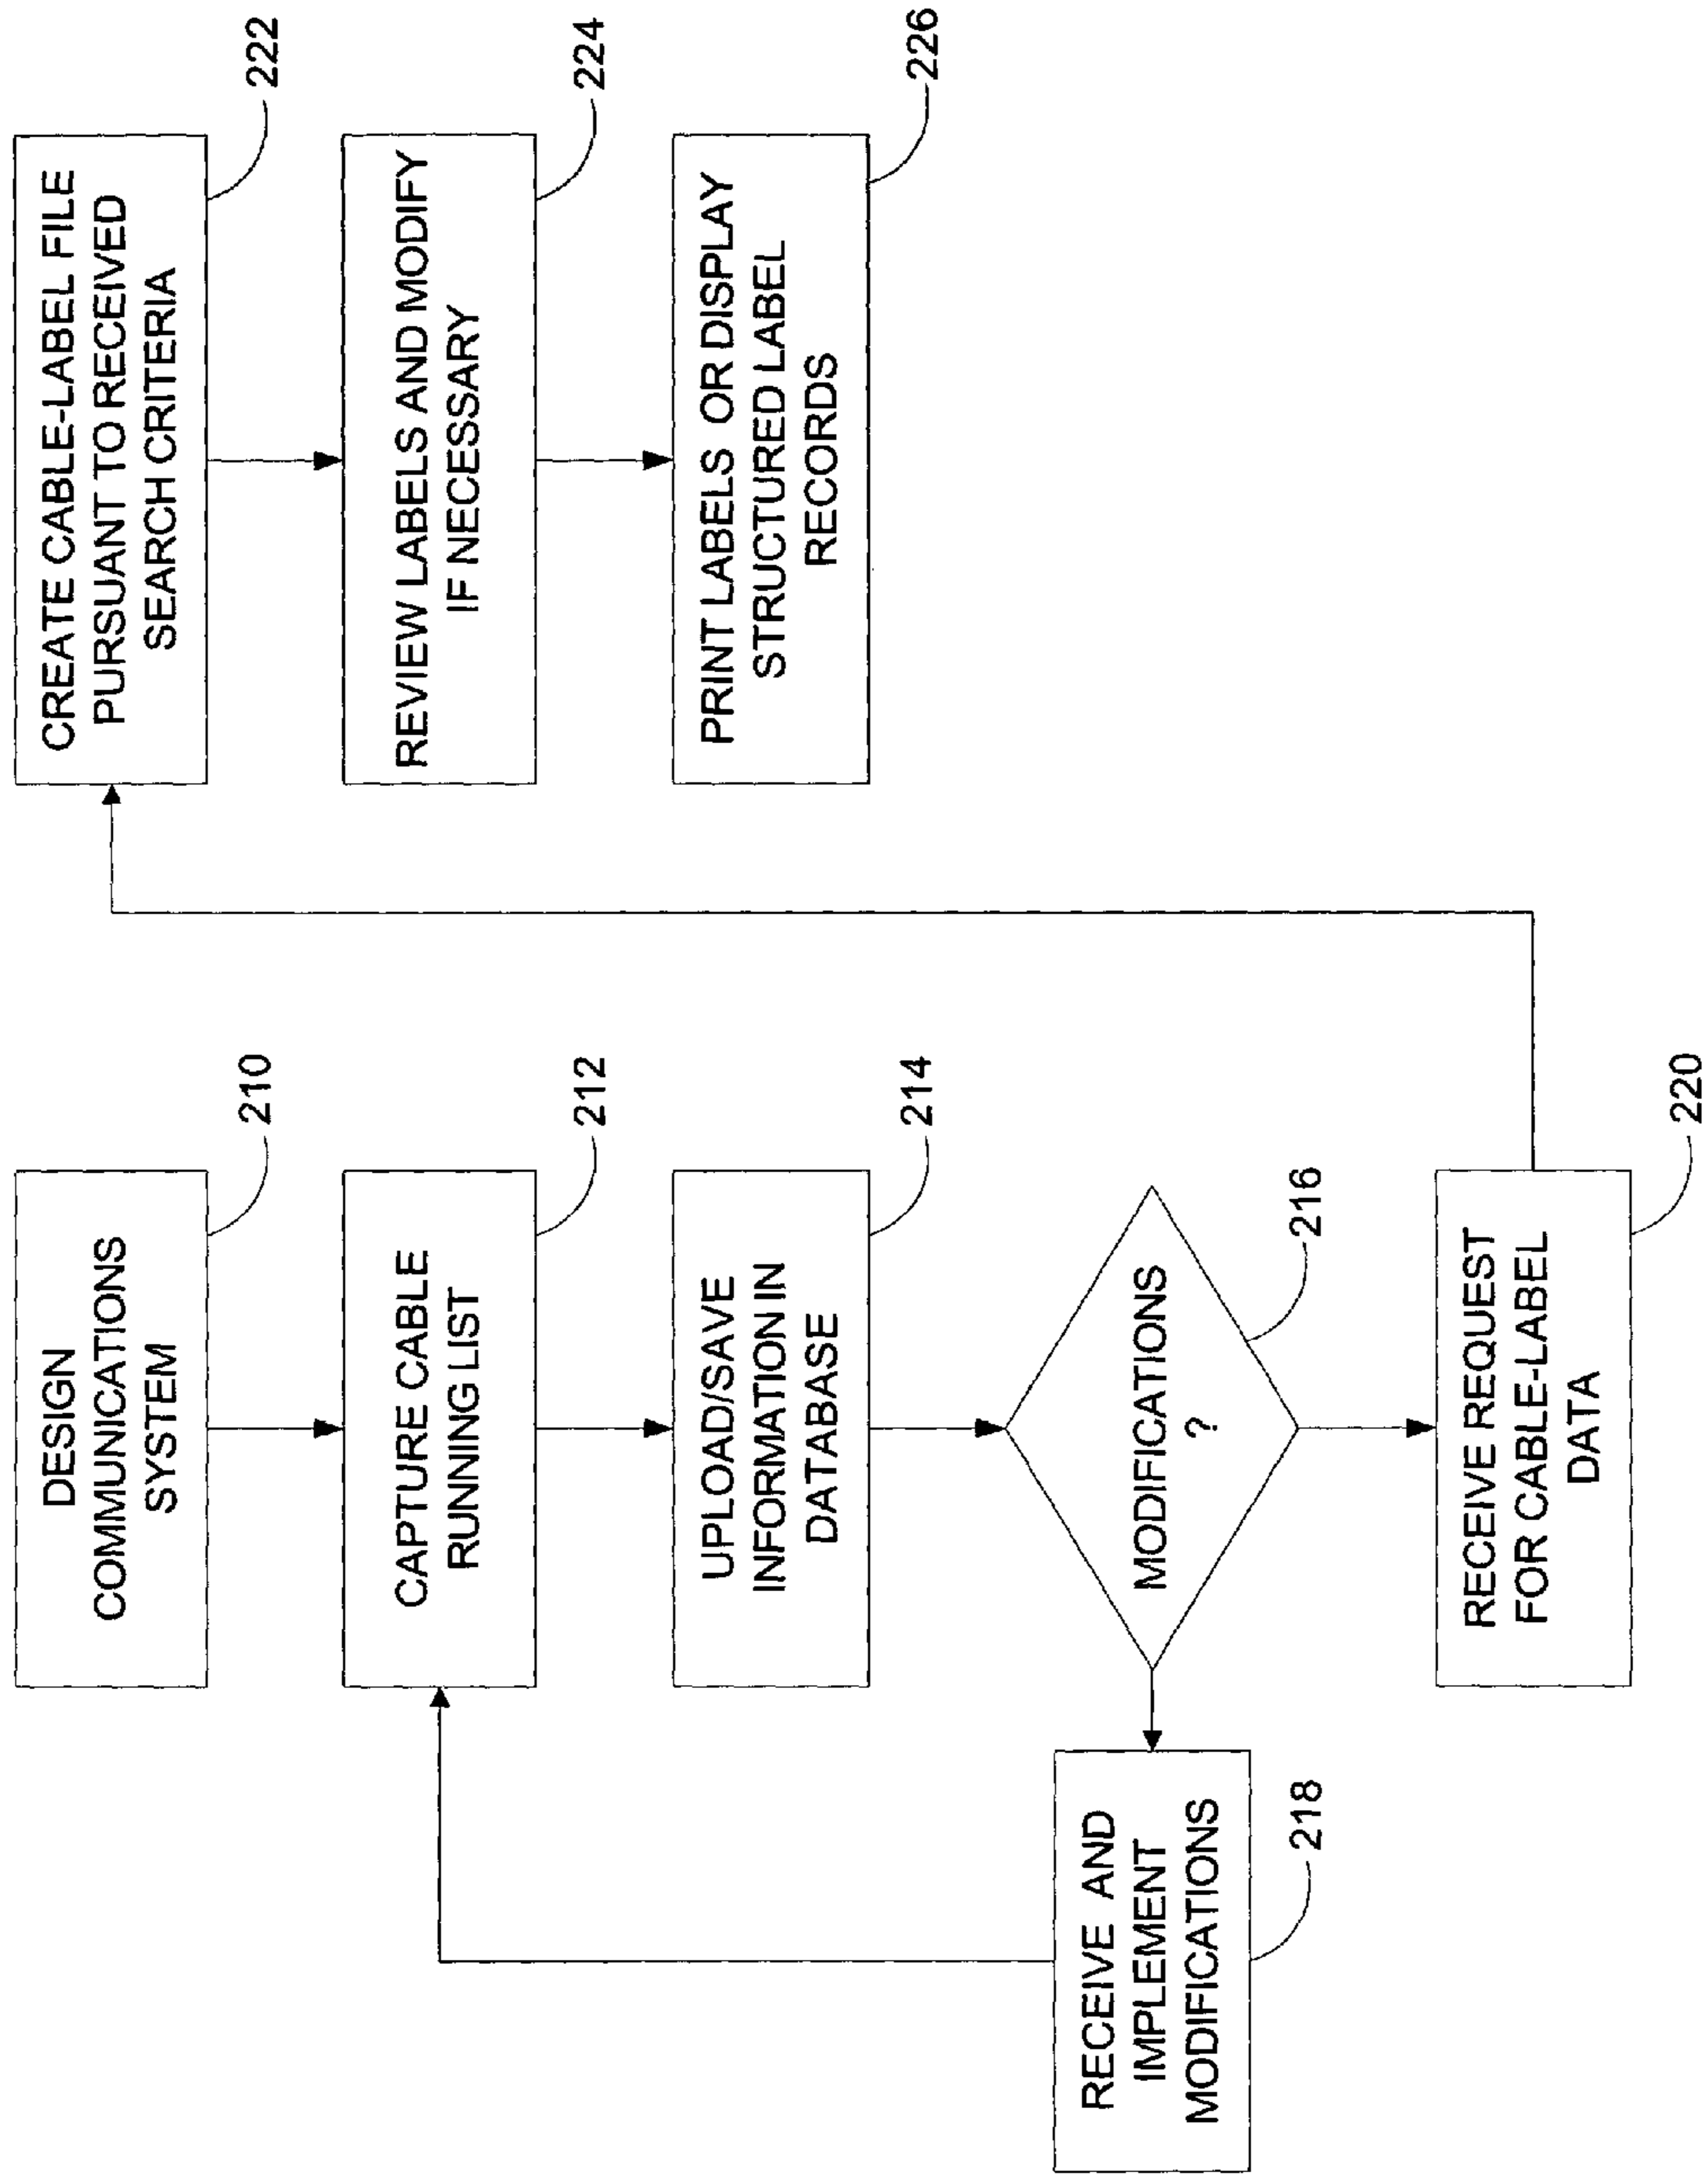 DESIGN
COMMUNICATIONS
SYSTEM
210
CAPTURE CABLE
RUNNING LIST
212
UPLOAD/SAVE
INFORMATION IN
DATABASE
214
MODIFICATIONS
?
216
RECEIVE AND
IMPLEMENT
MODIFICATIONS
218
RECEIVE REQUEST
FOR CABLE-LABEL
DATA
220
CREATE CABLE-LABEL FILE
PURSUANT TO RECEIVED
SEARCH CRITERIA
222
REVIEW LABELS AND MODIFY
IF NECESSARY
224
PRINT LABELS OR DISPLAY
STRUCTURED LABEL
RECORDS
226